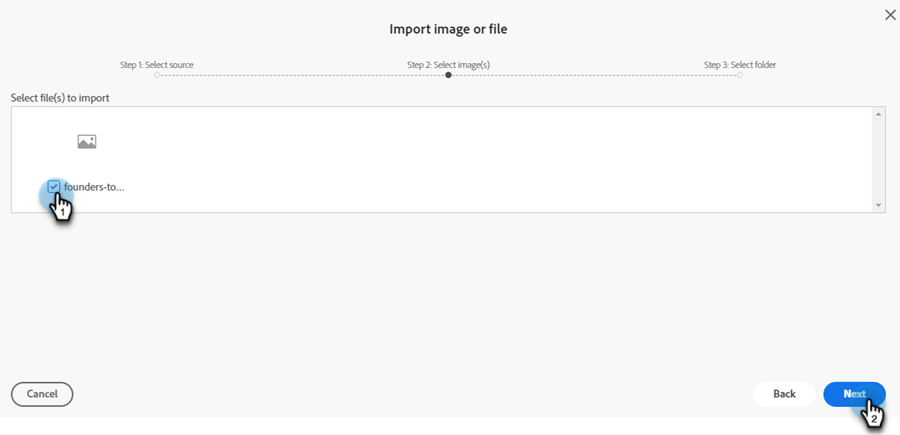 Import image or file
Step 1: Select source Step 2: Select image(s) Step 3: Select folder
Select file(s) to import
founders-to...
1
Cancel Back Next
2